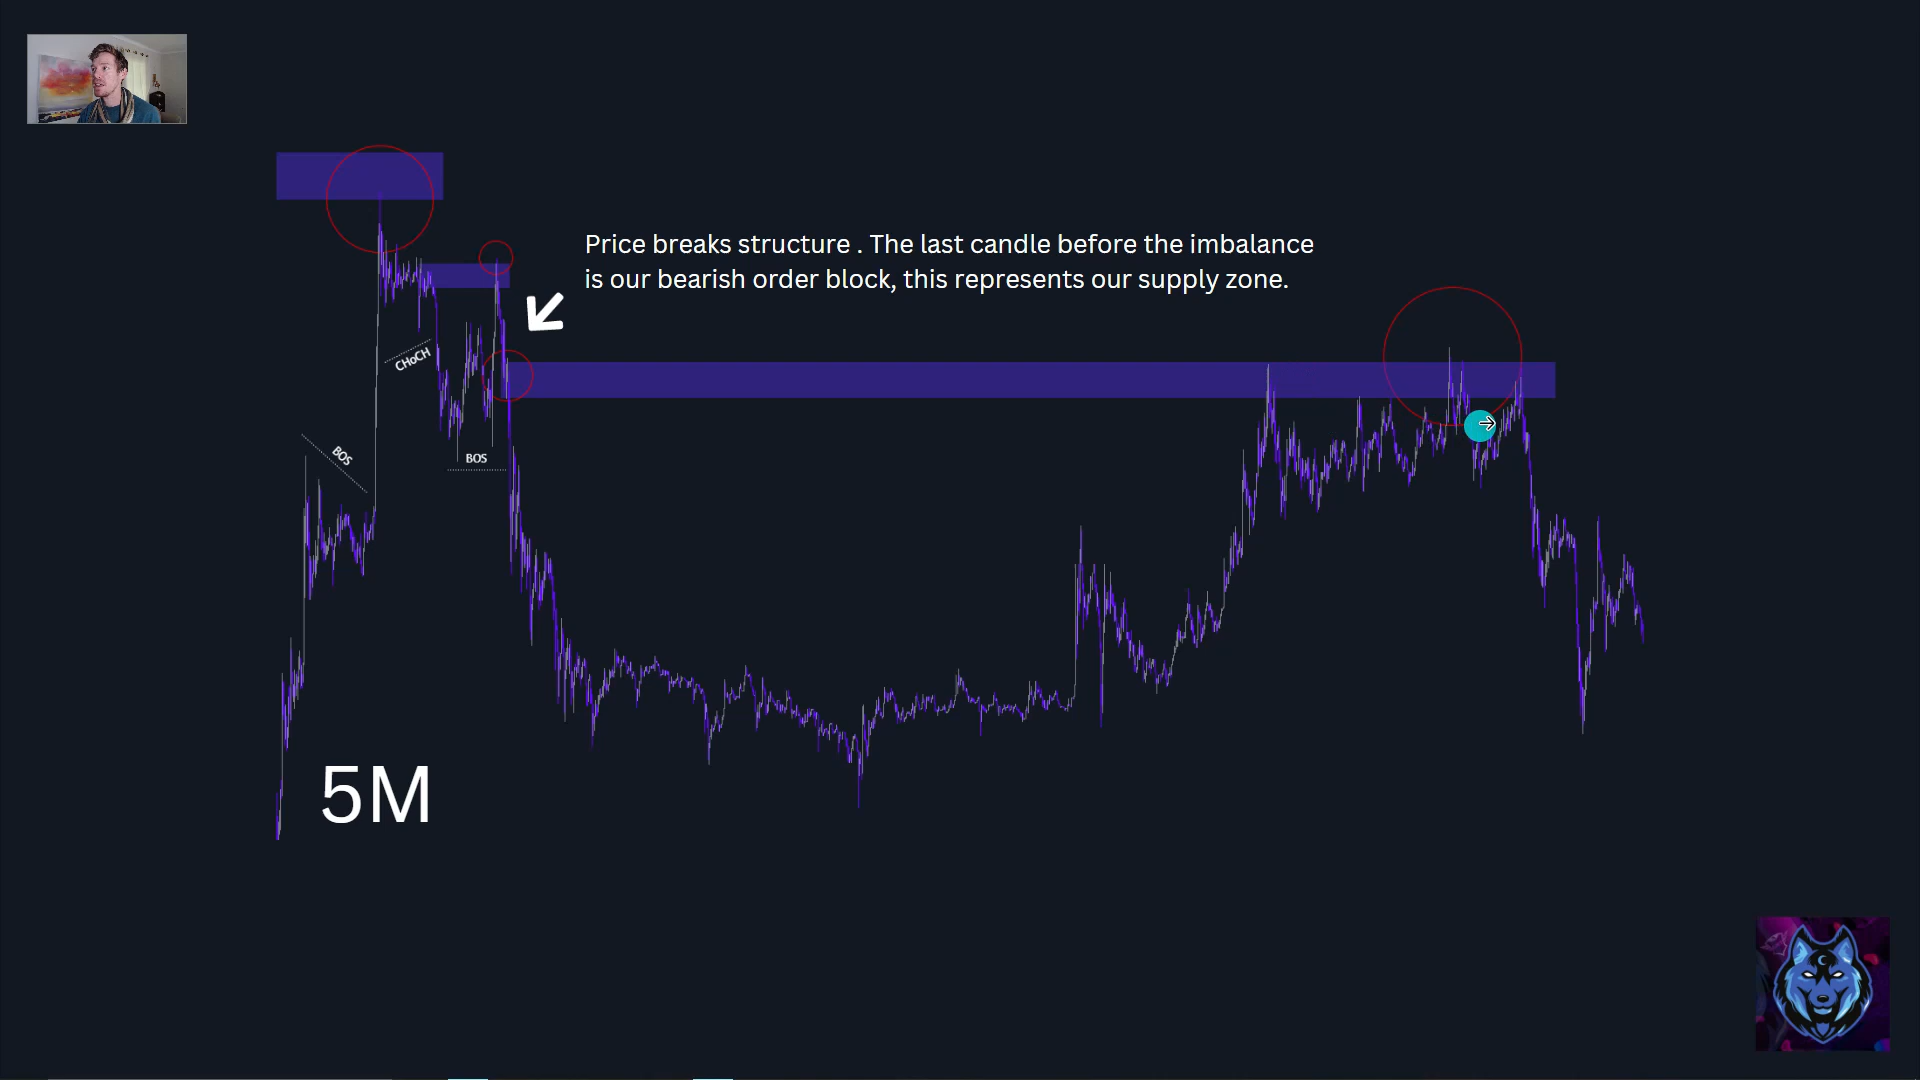 Price breaks structure . The last candle before the imbalance
is our bearish order block, this represents our supply zone.
CHoCH
BOS
BOS
5M